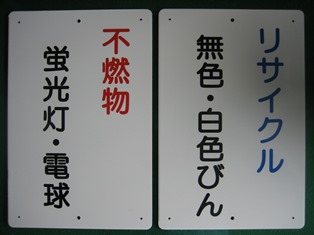 リサイクル
無色・白色びん
不燃物
蛍光灯・電球